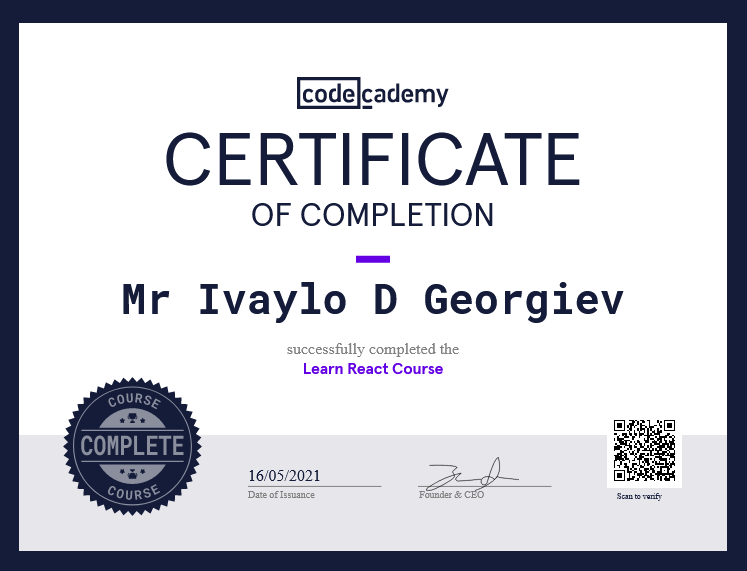 codecademy
CERTIFICATE
OF COMPLETION
Mr Ivaylo D Georgiev
successfully completed the
Learn React Course
COURSE
COMPLETE
COURSE
16/05/2021
Date of Issuance
Founder & CEO
Scan to verify